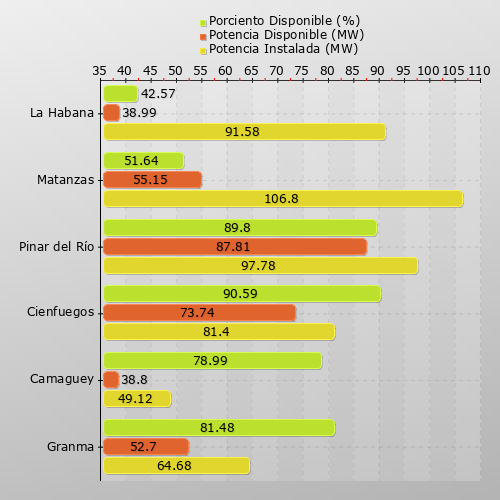 Porciento Disponible (%)
Potencia Disponible (MW)
Potencia Instalada (MW)
35 40 45 50 55 60 65 70 75 80 85 90 95 100 105 110
42.57
La Habana 38.99
91.58
51.64
Matanzas 55.15
106.8
89.8
Pinar del Río 87.81
97.78
90.59
Cienfuegos 73.74
81.4
78.99
Camaguey 38.8
49.12
81.48
Granma 52.7
64.68